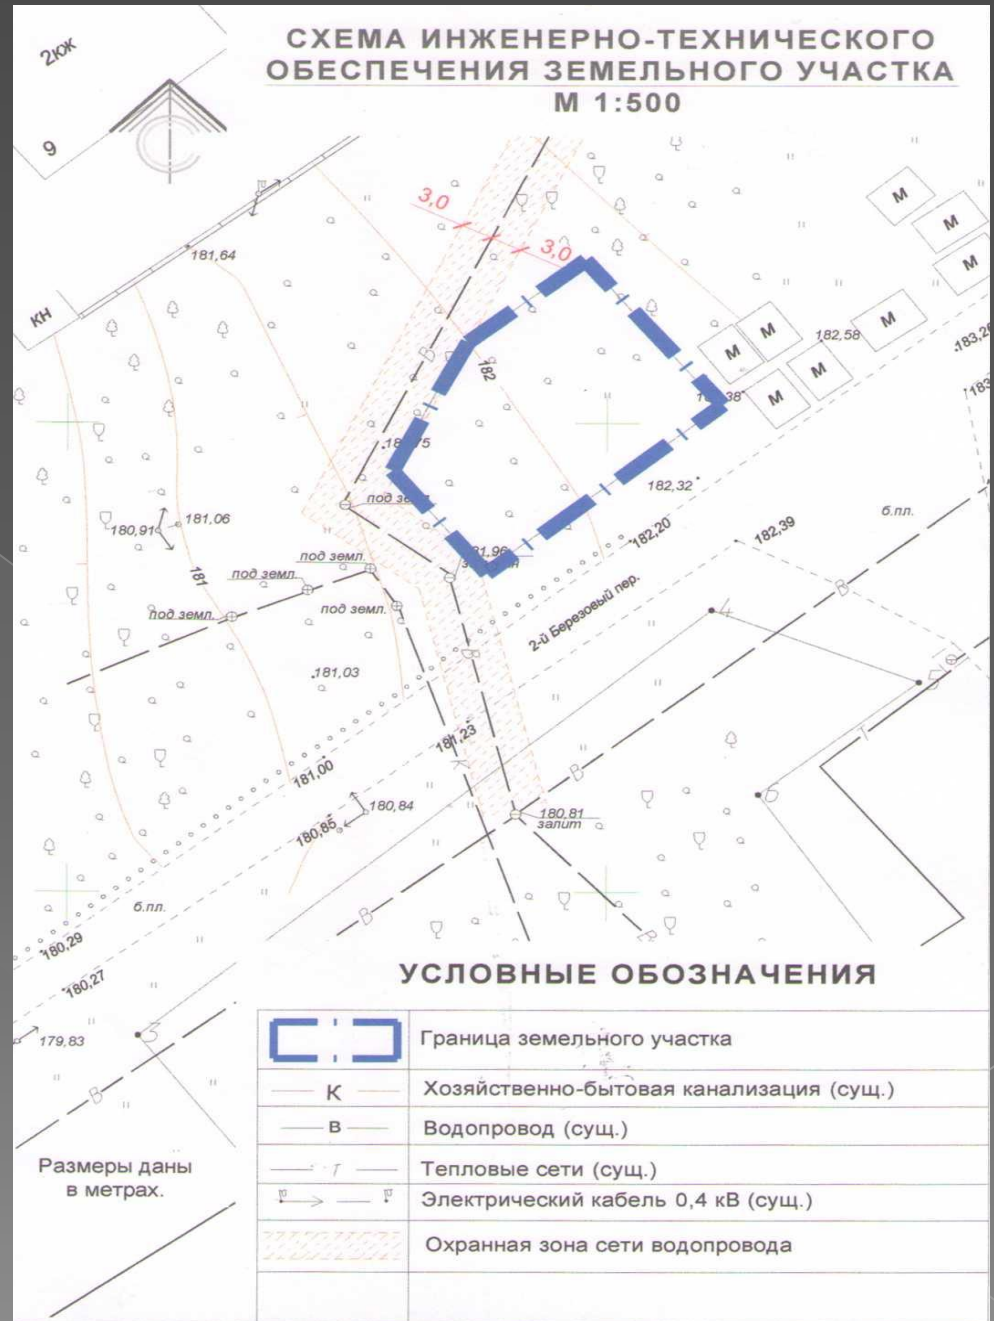 СХЕМА ИНЖЕНЕРНО-ТЕХНИЧЕСКОГО
ОБЕСПЕЧЕНИЯ ЗЕМЕЛЬНОГО УЧАСТКА
М 1:500
2кж
9
С
3,0
3,0
181,64
КН
М
М
М
М
М
М
М
М
М
182,58
182
182,32
182,20
182,39
б.пл.
под земл.
под земл.
под земл.
под земл.
180,91
181,06
181
2-й Березовый пер.
В
В
4
5
Т
6
181,03
181,23
К
181,00
В
180,84
180,85
180,81
залит
В
б.пл.
180,29
180,27
179,83
3
В
УСЛОВНЫЕ ОБОЗНАЧЕНИЯ
Граница земельного участка
К Хозяйственно-бытовая канализация (сущ.)
В Водопровод (сущ.)
Т Тепловые сети (сущ.)
Электрический кабель 0,4 кВ (сущ.)
Охранная зона сети водопровода
Размеры даны
в метрах.